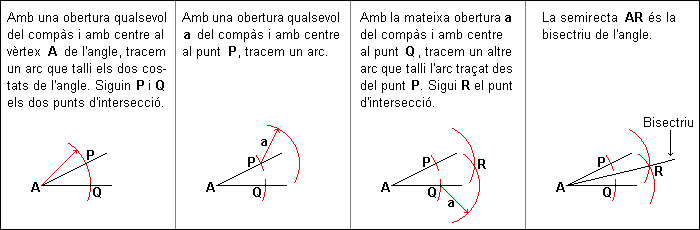 Amb una obertura qualsevol
del compàs i amb centre al
vèrtex A de l'angle, tracem
un arc que talli els dos cos-
tats de l'angle. Siguin P i Q
els dos punts d'intersecció.
P
A
Q
Amb una obertura qualsevol
a del compàs i amb centre
al punt P, tracem un arc.
a
P
A
Q
Amb la mateixa obertura a
del compàs i amb centre
al punt Q, tracem un altre
arc que talli l'arc traçat des
del punt P. Sigui R el punt
d'intersecció.
P
R
A
Q
a
La semirecta AR és la
bisectriu de l'angle.
Bisectriu
P
R
A
Q